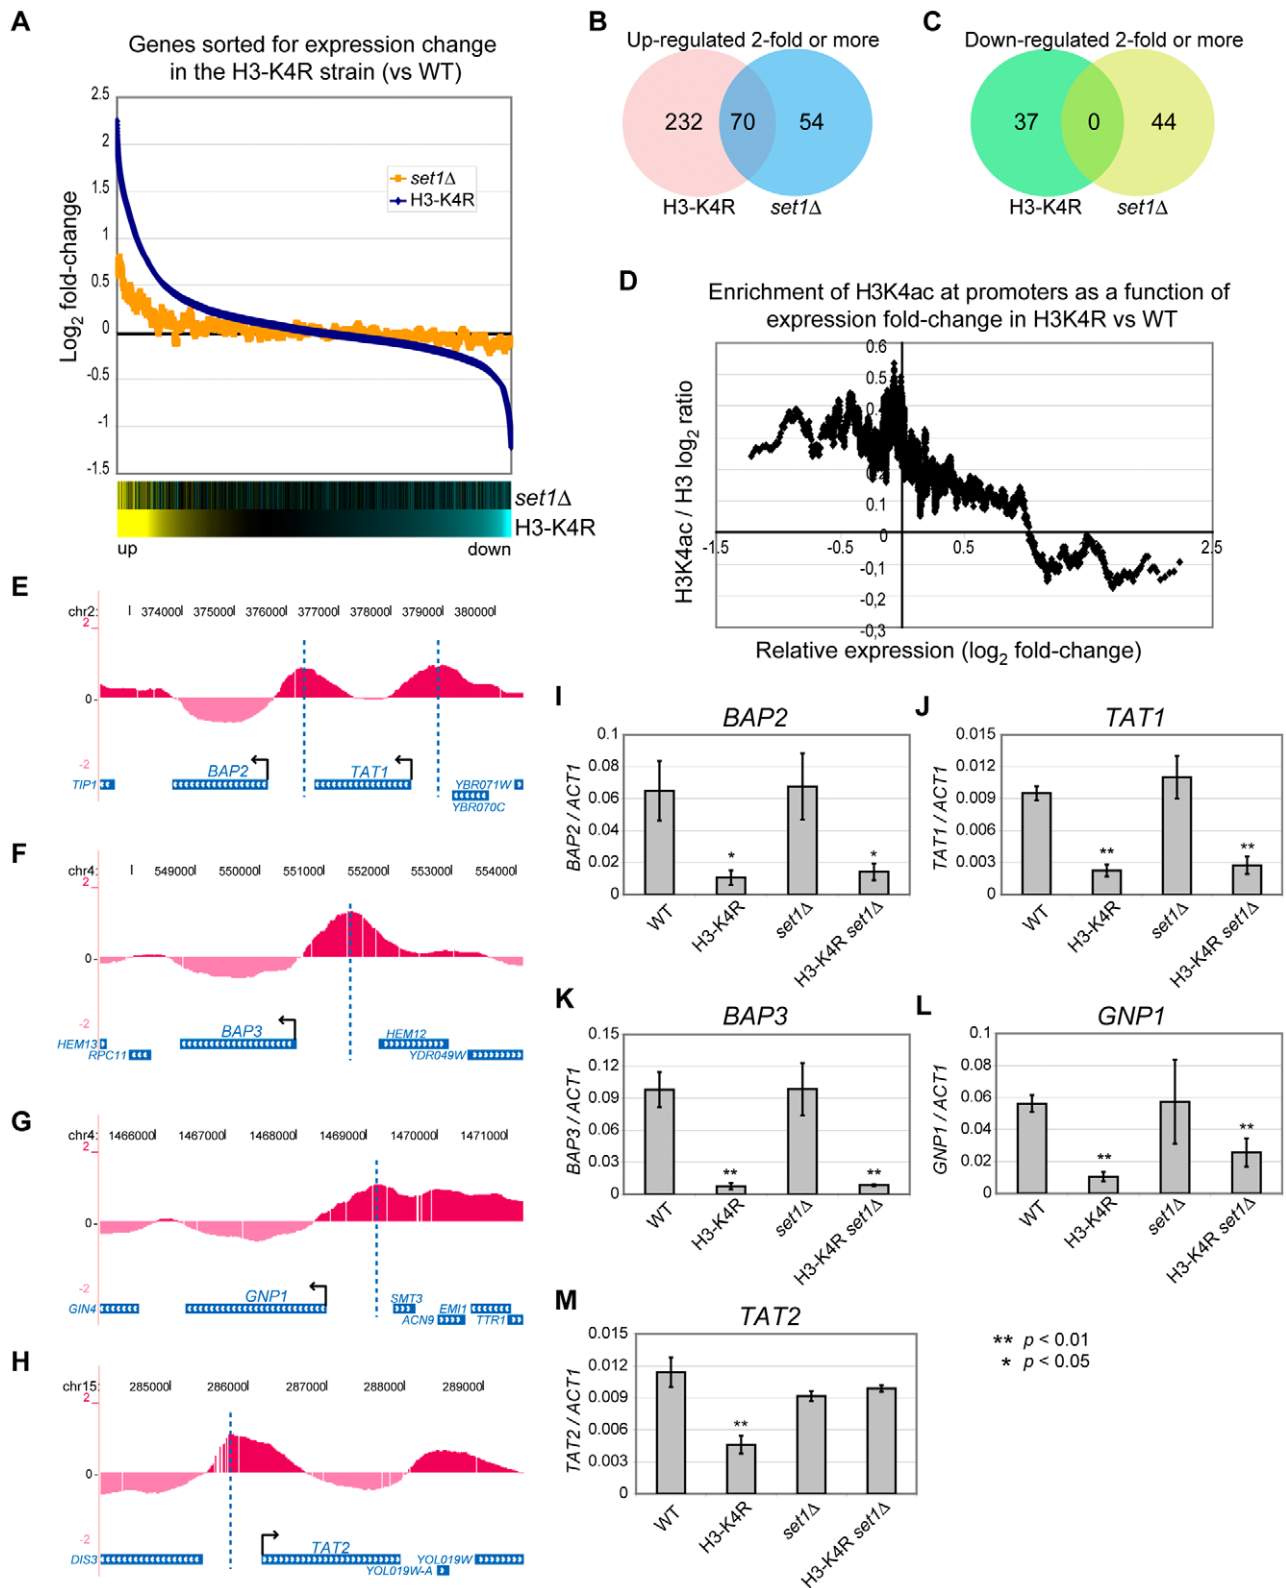 A
Genes sorted for expression change
in the H3-K4R strain (vs WT)
2.5
2
1.5
1
0.5
0
-0.5
-1
-1.5
Log2 fold-change
set1Δ
H3-K4R
set1Δ
H3-K4R
up
down
B
Up-regulated 2-fold or more
232
70
54
H3-K4R
set1Δ
C
Down-regulated 2-fold or more
37
0
44
H3-K4R
set1Δ
D
Enrichment of H3K4ac at promoters as a function of
expression fold-change in H3K4R vs WT
H3K4ac / H3 log2 ratio
0.6
0.5
0.1
0
-0,1
-0,2
-0,3
-1.5
-0.5
0.5
2.5
Relative expression (log2 fold-change)
E
chr2:
374000
375000
376000
377000
378000
379000
380000
2
0
-2
TIP1
BAP2
TAT1
YBR071W
YBR070C
F
chr4:
549000
550000
551000
552000
553000
554000
2
0
-2
HEM13
RPC11
BAP3
HEM12
YDR049W
G
chr4:
1466000
1467000
1468000
1469000
1470000
1471000
2
0
-2
GIN4
GNP1
SMT3
ACN9
EMI1
TTR1
H
chr15:
285000
286000
287000
288000
289000
2
0
-2
DIS3
TAT2
YOL019W
YOL019W-A
I
BAP2
BAP2 / ACT1
0.1
0.08
0.06
0.04
0.02
0
*
*
WT
H3-K4R
set1Δ
H3-K4R set1Δ
J
TAT1
TAT1 / ACT1
0.015
0.012
0.009
0.006
0.003
0
**
**
WT
H3-K4R
set1Δ
H3-K4R set1Δ
K
BAP3
BAP3 / ACT1
0.15
0.12
0.09
0.06
0.03
0
**
**
WT
H3-K4R
set1Δ
H3-K4R set1Δ
L
GNP1
GNP1 / ACT1
0.1
0.08
0.06
0.04
0.02
0
**
**
WT
H3-K4R
set1Δ
H3-K4R set1Δ
M
TAT2
TAT2 / ACT1
0.015
0.012
0.009
0.006
0.003
0
**
WT
H3-K4R
set1Δ
H3-K4R set1Δ
** p < 0.01
* p < 0.05